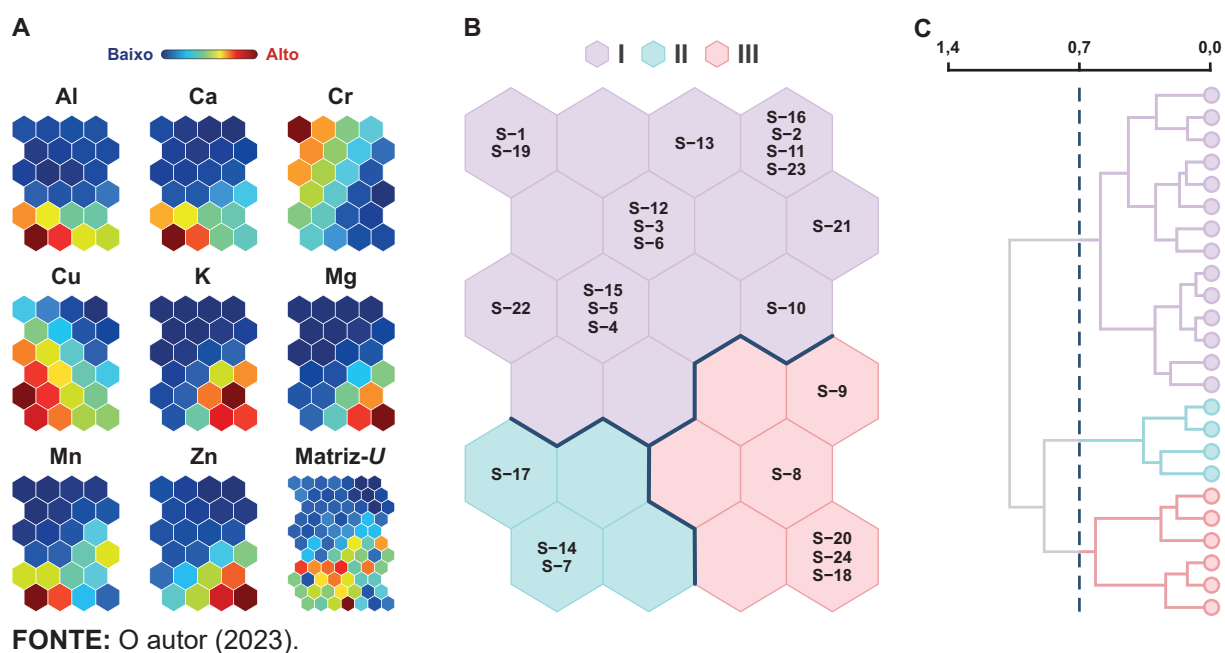 A
Baixo Alto
Al Ca Cr
Cu K Mg
Mn Zn Matriz-U
B
I II III
S−1
S−19
S−13
S−16
S−2
S−11
S−23
S−12
S−3
S−6
S−21
S−22
S−15
S−5
S−4
S−10
S−9
S−17
S−8
S−14
S−7
S−20
S−24
S−18
C
1,4 0,7 0,0
FONTE: O autor (2023).